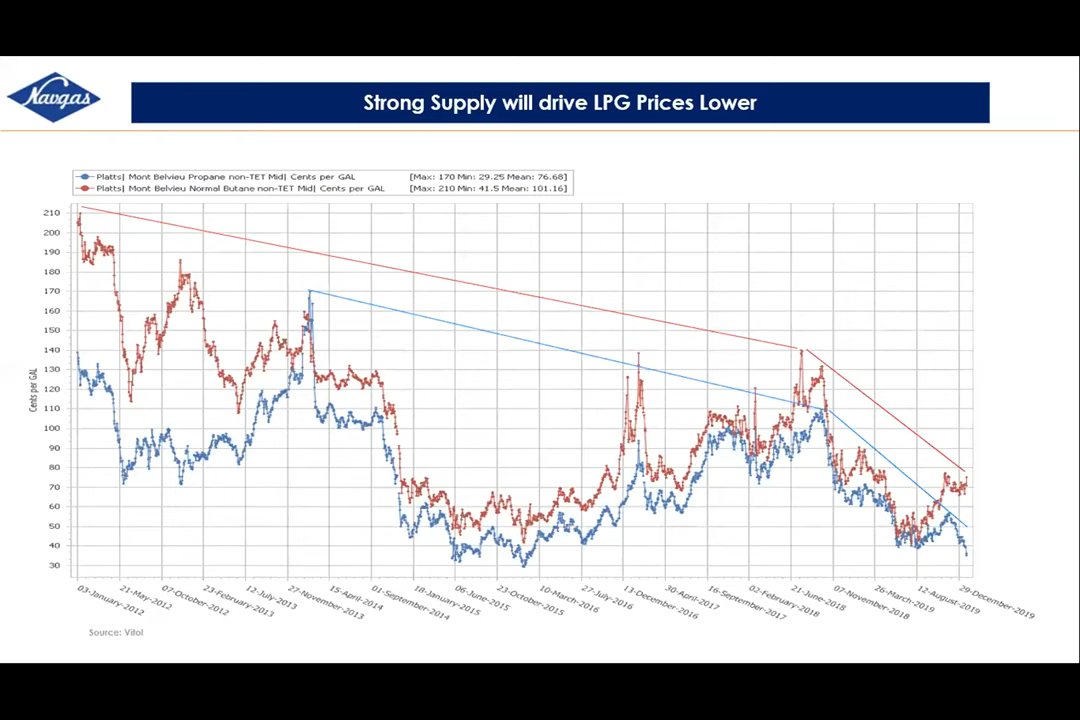 Navgas
Strong Supply will drive LPG Prices Lower
Platts| Mont Belvieu Propane non-TET Mid| Cents per GAL [Max: 170 Min: 29.25 Mean: 76.68]
Platts| Mont Belvieu Normal Butane non-TET Mid| Cents per GAL [Max: 210 Min: 41.5 Mean: 101.16]
Cents per GAL
210
200
190
180
170
160
150
140
130
120
110
100
90
80
70
60
50
40
30
03-January-2012
21-May-2012
07-October-2012
23-February-2013
12-July-2013
27-November-2013
15-April-2014
01-September-2014
18-January-2015
06-June-2015
23-October-2015
10-March-2016
27-July-2016
13-December-2016
30-April-2017
16-September-2017
02-February-2018
21-June-2018
07-November-2018
26-March-2019
12-August-2019
29-December-2019
Source: Vitol